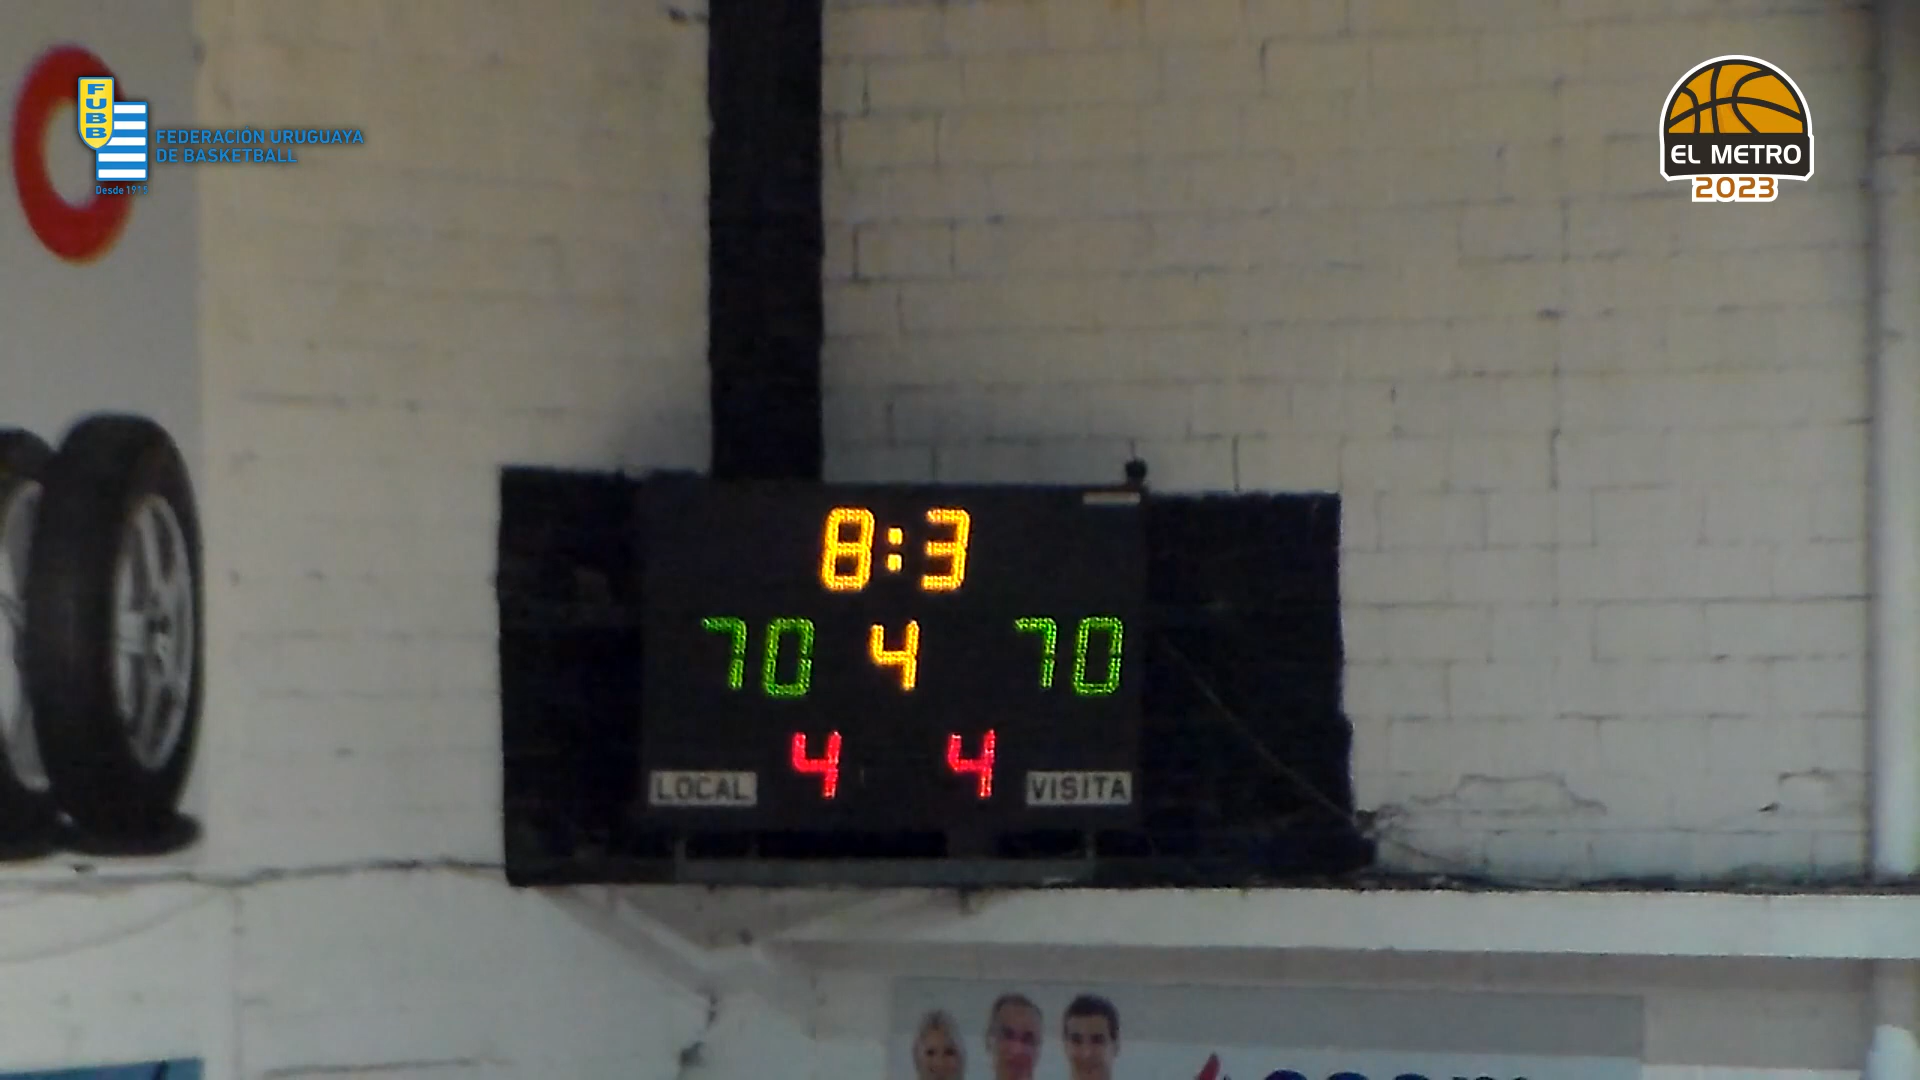 FUBB
FEDERACIÓN URUGUAYA
DE BASKETBALL
Desde 1915
EL METRO
2023
8:3
70 4 70
4 4
LOCAL VISITA